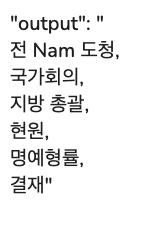 "output": "
전 Nam 도청,
국가회의,
지방 총괄,
현원,
명예형률,
결재"